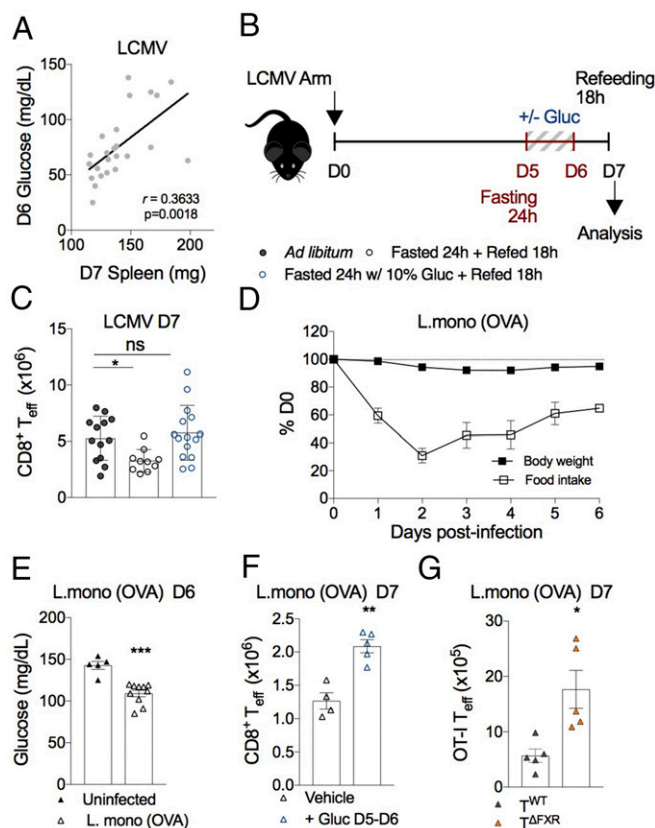 A
LCMV
D6 Glucose (mg/dL)
150
100
50
0
100
150
200
r = 0.3633
p=0.0018
D7 Spleen (mg)
B
LCMV Arm
Refeeding
18h
+/- Gluc
D0
D5
D6
D7
Fasting
24h
Analysis
Ad libitum
Fasted 24h + Refed 18h
Fasted 24h w/ 10% Gluc + Refed 18h
C
LCMV D7
CD8+ Teff (x10⁶)
15
10
5
0
ns
*
D
L.mono (OVA)
% D0
120
100
80
60
40
20
0
Body weight
Food intake
0 1 2 3 4 5 6
Days post-infection
E
L.mono (OVA) D6
Glucose (mg/dL)
200
150
100
50
0
***
Uninfected
L. mono (OVA)
F
L.mono (OVA) D7
CD8+ Teff (x10⁶)
2.5
2.0
1.5
1.0
0.5
0.0
**
Vehicle
+ Gluc D5-D6
G
L.mono (OVA) D7
OT-I Teff (x10⁵)
30
20
10
0
*
TWT
TΔFXR